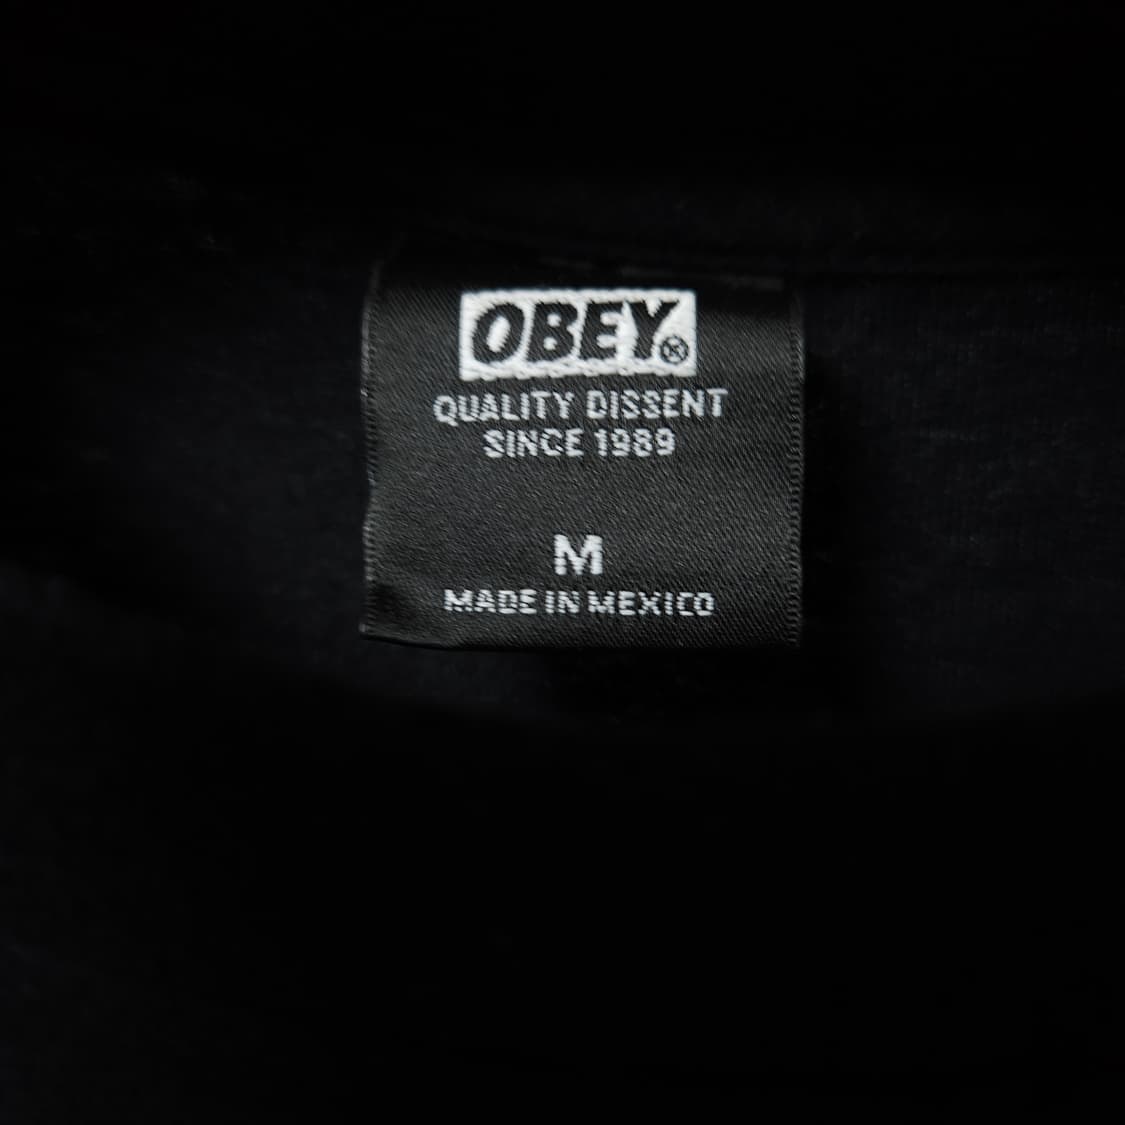 OBEY®
QUALITY DISSENT
SINCE 1989
M
MADE IN MEXICO